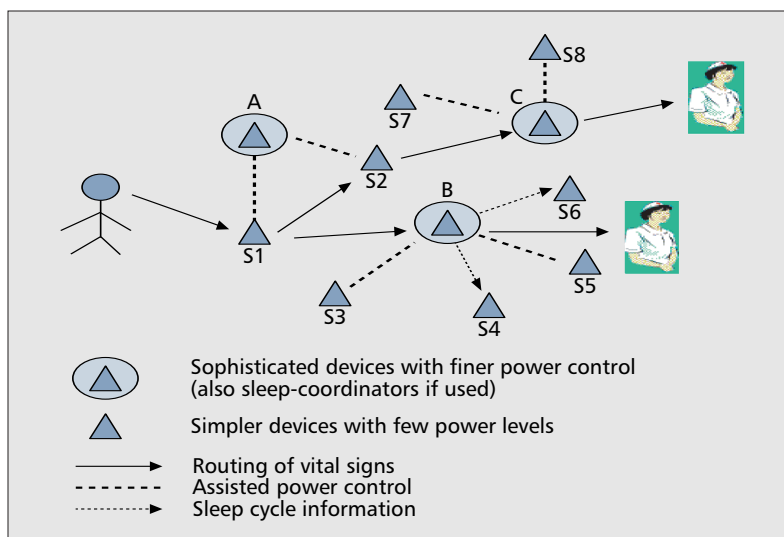 S8
A
C
S7
S2
B
S6
S1
S5
S3
S4
Sophisticated devices with finer power control
(also sleep-coordinators if used)
Simpler devices with few power levels
Routing of vital signs
Assisted power control
Sleep cycle information